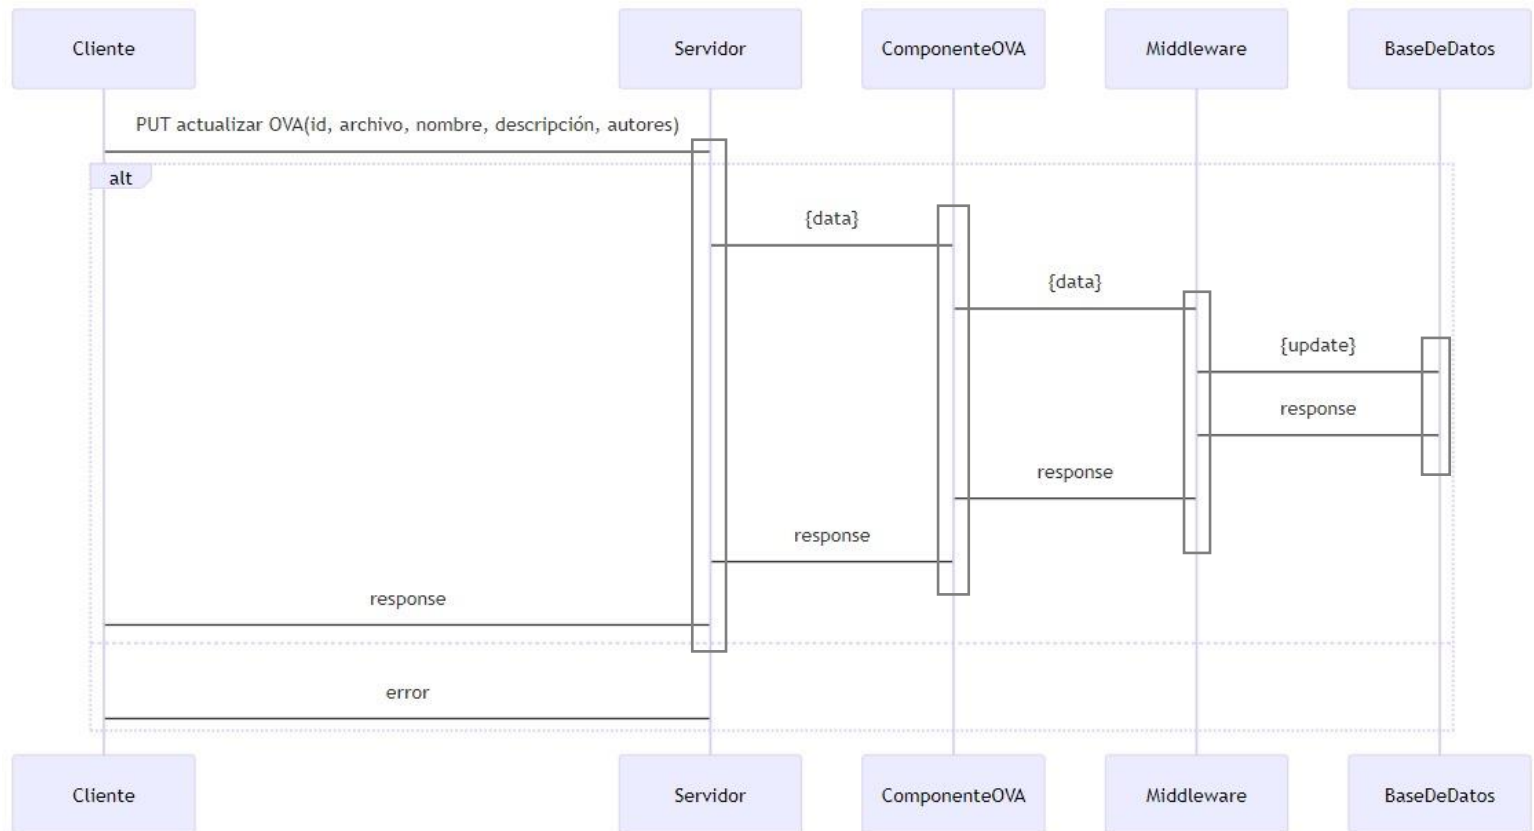 Cliente
Servidor
ComponenteOVA
Middleware
BaseDeDatos
PUT actualizar OVA(id, archivo, nombre, descripción, autores)
alt
{data}
{data}
{update}
response
response
response
response
error
Cliente
Servidor
ComponenteOVA
Middleware
BaseDeDatos